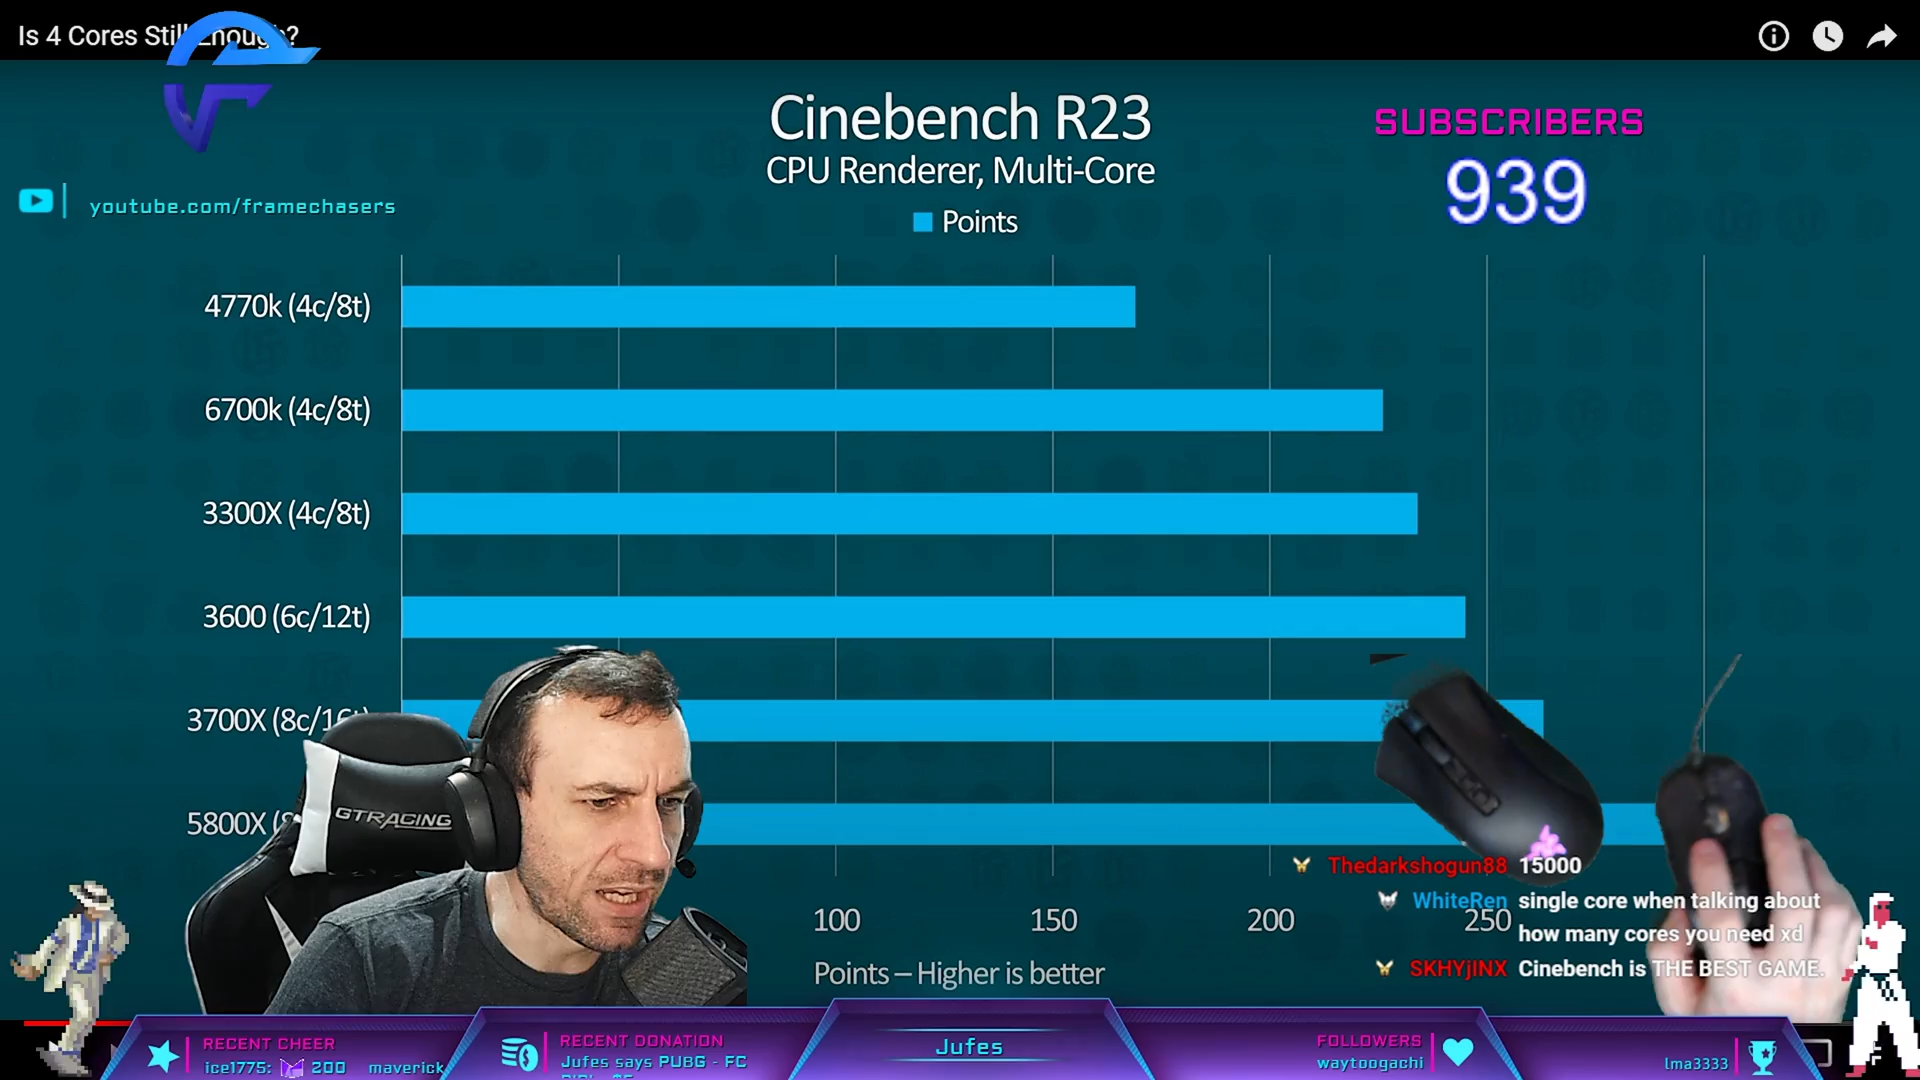 Is 4 Cores Still Enough?
Cinebench R23
CPU Renderer, Multi-Core
Points
SUBSCRIBERS
939
youtube.com/framechasers
4770k (4c/8t)
6700k (4c/8t)
3300X (4c/8t)
3600 (6c/12t)
3700X (8c/16t)
5800X (8
GTRACING
100
150
200
250
Points – Higher is better
Thedarkshogun88 15000
WhiteRen single core when talking about
how many cores you need xd
SKHYjINX Cinebench is THE BEST GAME.
RECENT CHEER
ice1775: 200 maverick
RECENT DONATION
Jufes says PUBG - FC
Jufes
FOLLOWERS
waytoogachi
lma3333